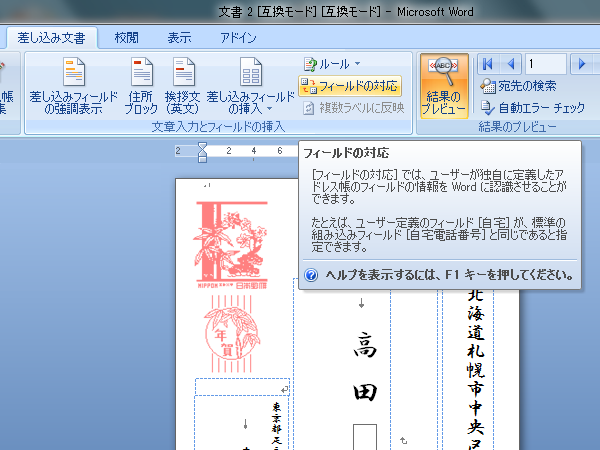 文書 2 [互換モード] [互換モード] - Microsoft Word
差し込み文書 校閲 表示 アドイン
差し込みフィールドの強調表示
住所ブロック
挨拶文(英文)
差し込みフィールドの挿入
ルール
フィールドの対応
複数ラベルに反映
文章入力とフィールドの挿入
ABC
結果のプレビュー
1
宛先の検索
自動エラー チェック
結果のプレビュー
2 2 4 6
フィールドの対応
[フィールドの対応] では、ユーザーが独自に定義したア
ドレス帳のフィールドの情報を Word に認識させることが
できます。
たとえば、ユーザー定義のフィールド [自宅] が、標準の
組み込みフィールド [自宅電話番号] と同じであると指
定できます。
ヘルプを表示するには、F1 キーを押してください。
NIPPON 日本郵便
年賀
北海道札幌市中央区
高田
東京都足立